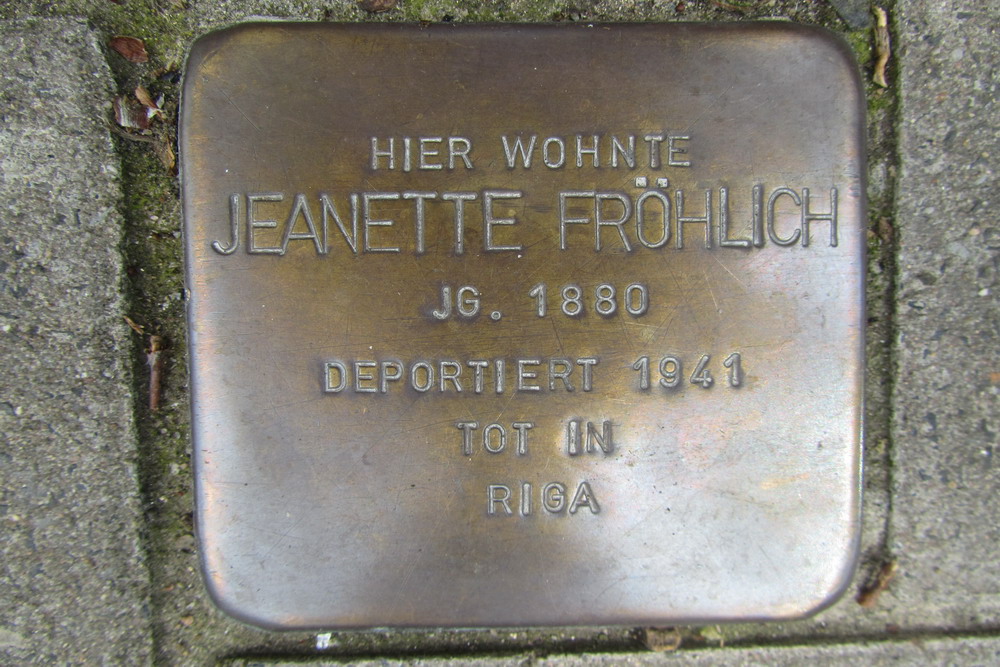 HIER WOHNTE
JEANETTE FRÖHLICH
JG. 1880
DEPORTIERT 1941
TOT IN
RIGA